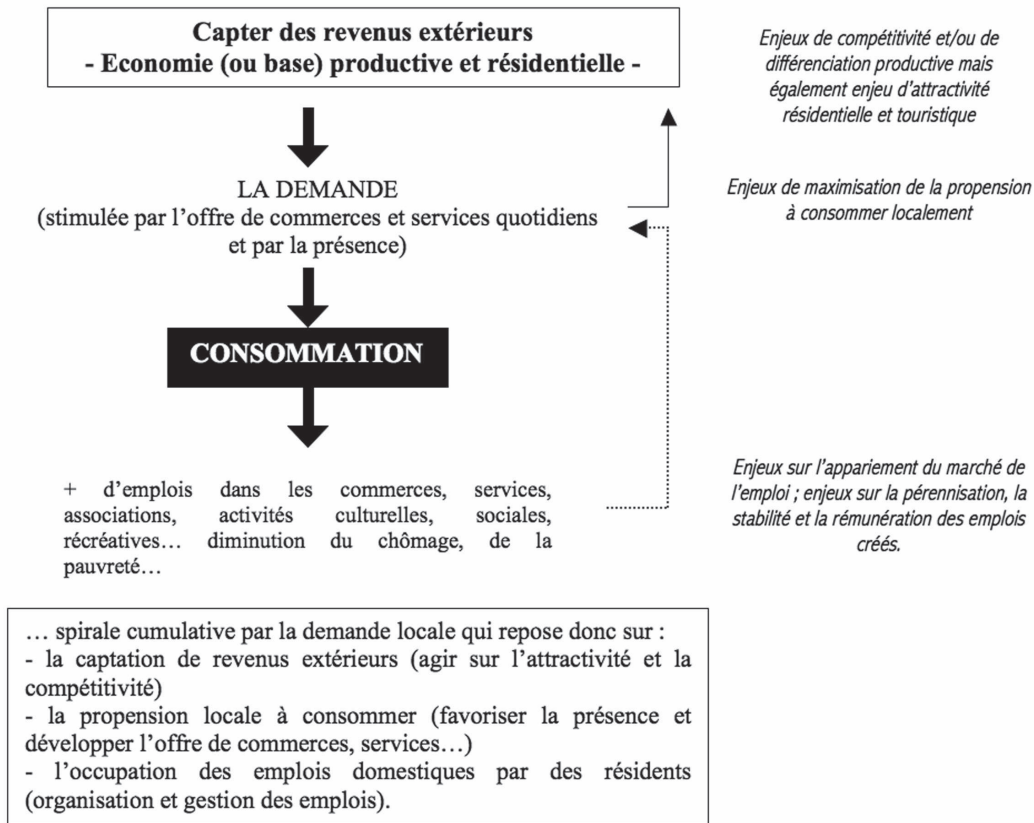 Capter des revenus extérieurs
- Economie (ou base) productive et résidentielle -
Enjeux de compétitivité et/ou de
différenciation productive mais
également enjeu d'attractivité
résidentielle et touristique
LA DEMANDE
(stimulée par l'offre de commerces et services quotidiens
et par la présence)
Enjeux de maximisation de la propension
à consommer localement
CONSOMMATION
+ d'emplois dans les commerces, services,
associations, activités culturelles, sociales,
récréatives… diminution du chômage, de la
pauvreté…
Enjeux sur l'appariement du marché de
l'emploi ; enjeux sur la pérennisation, la
stabilité et la rémunération des emplois
créés.
… spirale cumulative par la demande locale qui repose donc sur :
- la captation de revenus extérieurs (agir sur l'attractivité et la
compétitivité)
- la propension locale à consommer (favoriser la présence et
développer l'offre de commerces, services…)
- l'occupation des emplois domestiques par des résidents
(organisation et gestion des emplois).